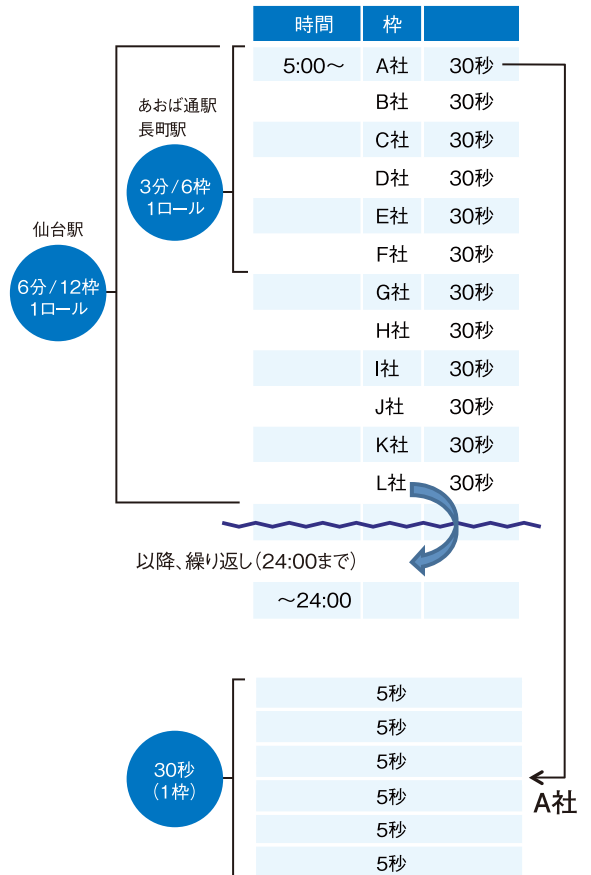 時間 枠
5:00～ A社 30秒
B社 30秒
C社 30秒
D社 30秒
E社 30秒
F社 30秒
G社 30秒
H社 30秒
I社 30秒
J社 30秒
K社 30秒
L社 30秒
あおば通駅
長町駅
3分/6枠
1ロール
仙台駅
6分/12枠
1ロール
以降、繰り返し(24:00まで)
～24:00
30秒
(1枠)
5秒
5秒
5秒
5秒
5秒
5秒
A社